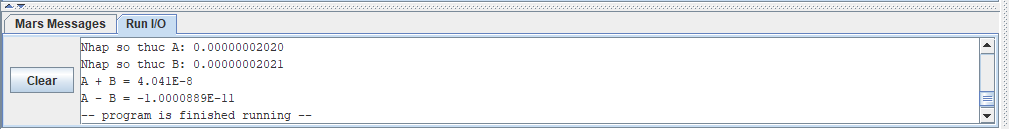 Mars Messages Run I/O
Nhap so thuc A: 0.00000002020
Nhap so thuc B: 0.00000002021
Clear
A + B = 4.041E-8
A - B = -1.0000889E-11
-- program is finished running --